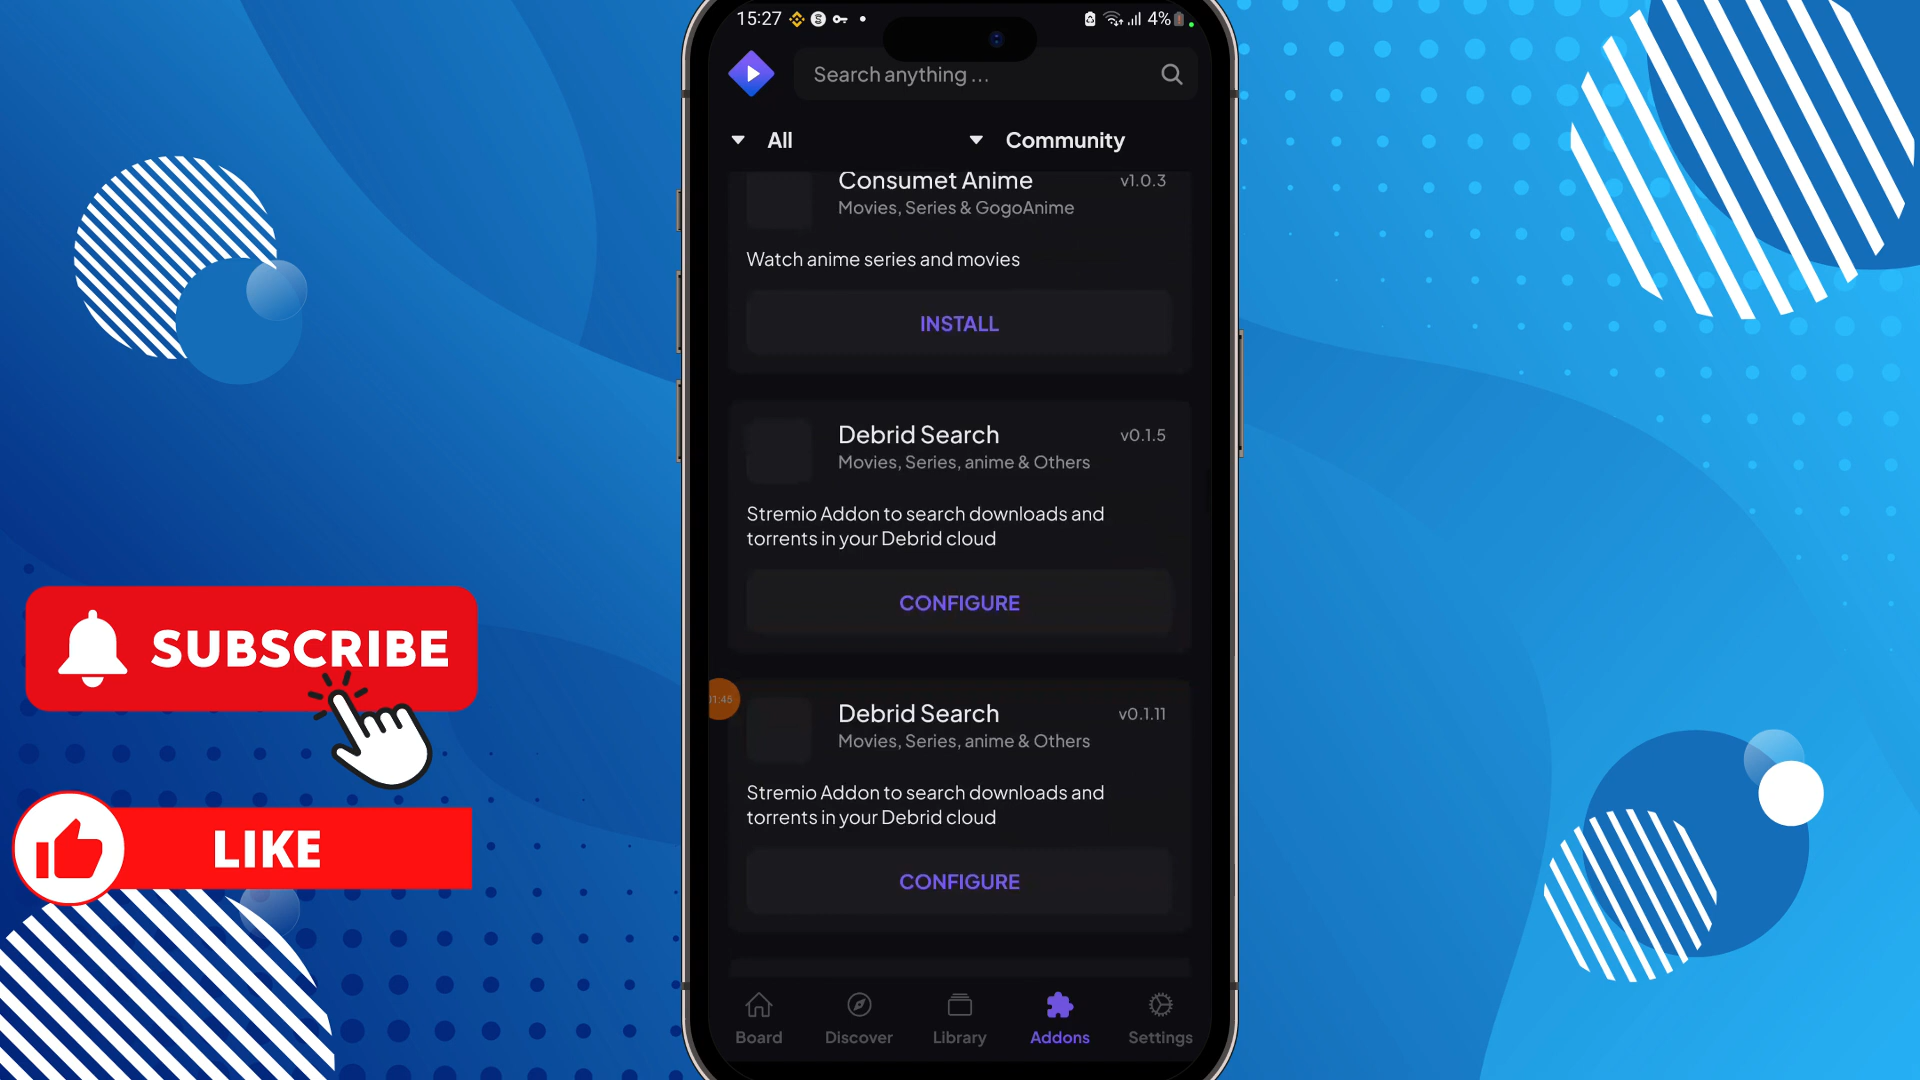 15:27
4%
Search anything ...
All
Community
Consumet Anime
v1.0.3
Movies, Series & GogoAnime
Watch anime series and movies
INSTALL
Debrid Search
v0.1.5
Movies, Series, anime & Others
Stremio Addon to search downloads and
torrents in your Debrid cloud
CONFIGURE
SUBSCRIBE
01:45
Debrid Search
v0.1.11
Movies, Series, anime & Others
Stremio Addon to search downloads and
torrents in your Debrid cloud
LIKE
CONFIGURE
Board
Discover
Library
Addons
Settings